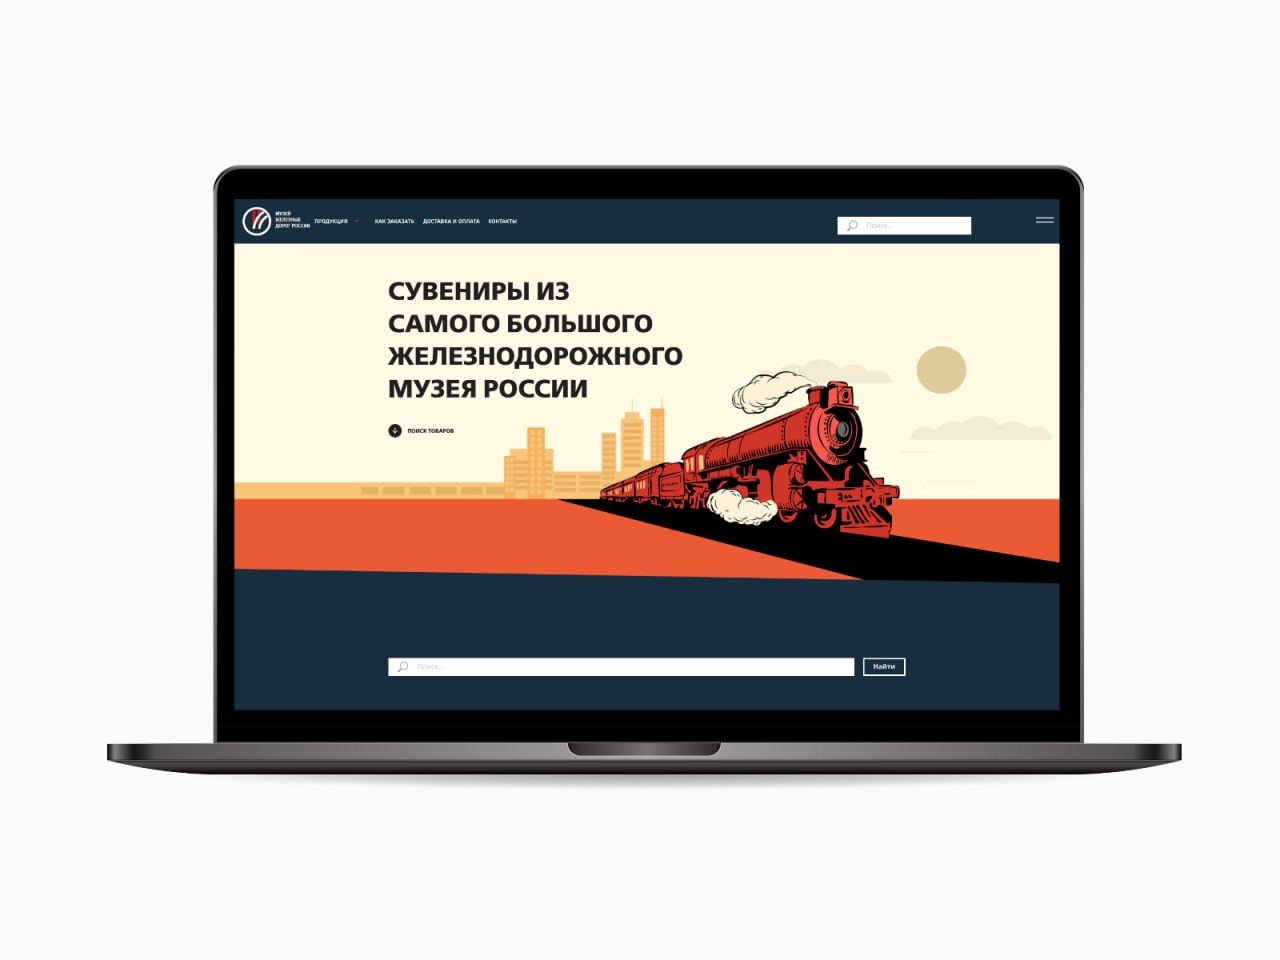 МУЗЕЙ
ЖЕЛЕЗНЫХ
ДОРОГ РОССИИ
ПРОДУКЦИЯ КАК ЗАКАЗАТЬ ДОСТАВКА И ОПЛАТА КОНТАКТЫ
Поиск...
СУВЕНИРЫ ИЗ
САМОГО БОЛЬШОГО
ЖЕЛЕЗНОДОРОЖНОГО
МУЗЕЯ РОССИИ
ПОИСК ТОВАРОВ
Поиск...
Найти